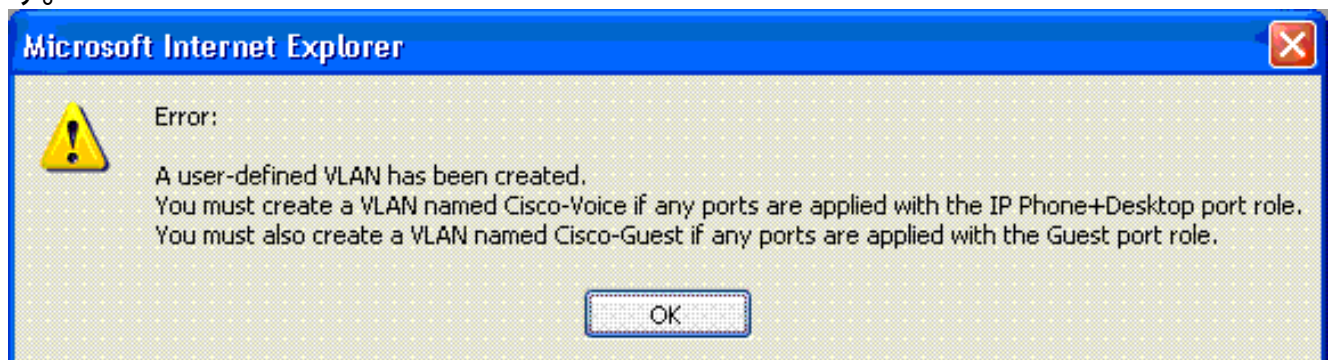 す。
Microsoft Internet Explorer
Error:
A user-defined VLAN has been created.
You must create a VLAN named Cisco-Voice if any ports are applied with the IP Phone+Desktop port role.
You must also create a VLAN named Cisco-Guest if any ports are applied with the Guest port role.
OK